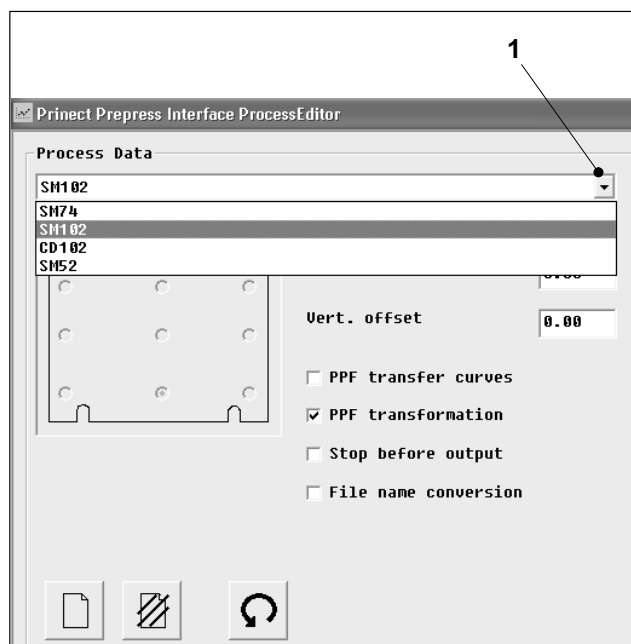 1
Prinect Prepress Interface ProcessEditor
Process Data
SM102
SM74
SM102
CD102
SM52
Vert. offset
0.00
PPF transfer curves
PPF transformation
Stop before output
File name conversion